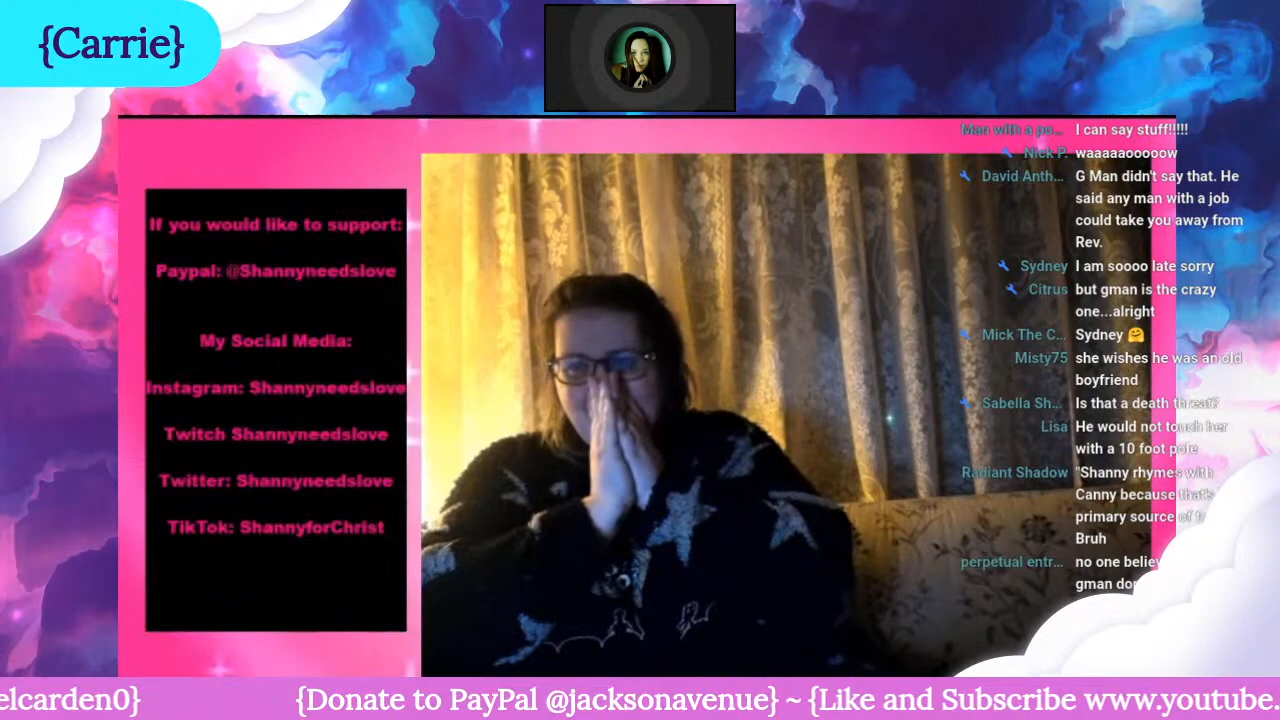 {Carrie}
If you would like to support:
Paypal: @Shannyneedslove
My Social Media:
Instagram: Shannyneedslove
Twitch Shannyneedslove
Twitter: Shannyneedslove
TikTok: ShannyforChrist
Man with a po... I can say stuff!!!!!
Nick P. waaaaaooooow
David Anth... G Man didn't say that. He
said any man with a job
could take you away from
Rev.
Sydney I am soooo late sorry
Citrus but gman is the crazy
one...alright
Mick The C... Sydney 🤗
Misty75 she wishes he was an old
boyfriend
Sabella Sh... Is that a death threat?
Lisa He would not touch her
with a 10 foot pole
Radiant Shadow "Shanny rhymes with
Canny because that's
primary source of
Bruh
perpetual entr... no one
gman
elcarden0} {Donate to PayPal @jacksonavenue} ~ {Like and Subscribe www.youtube.